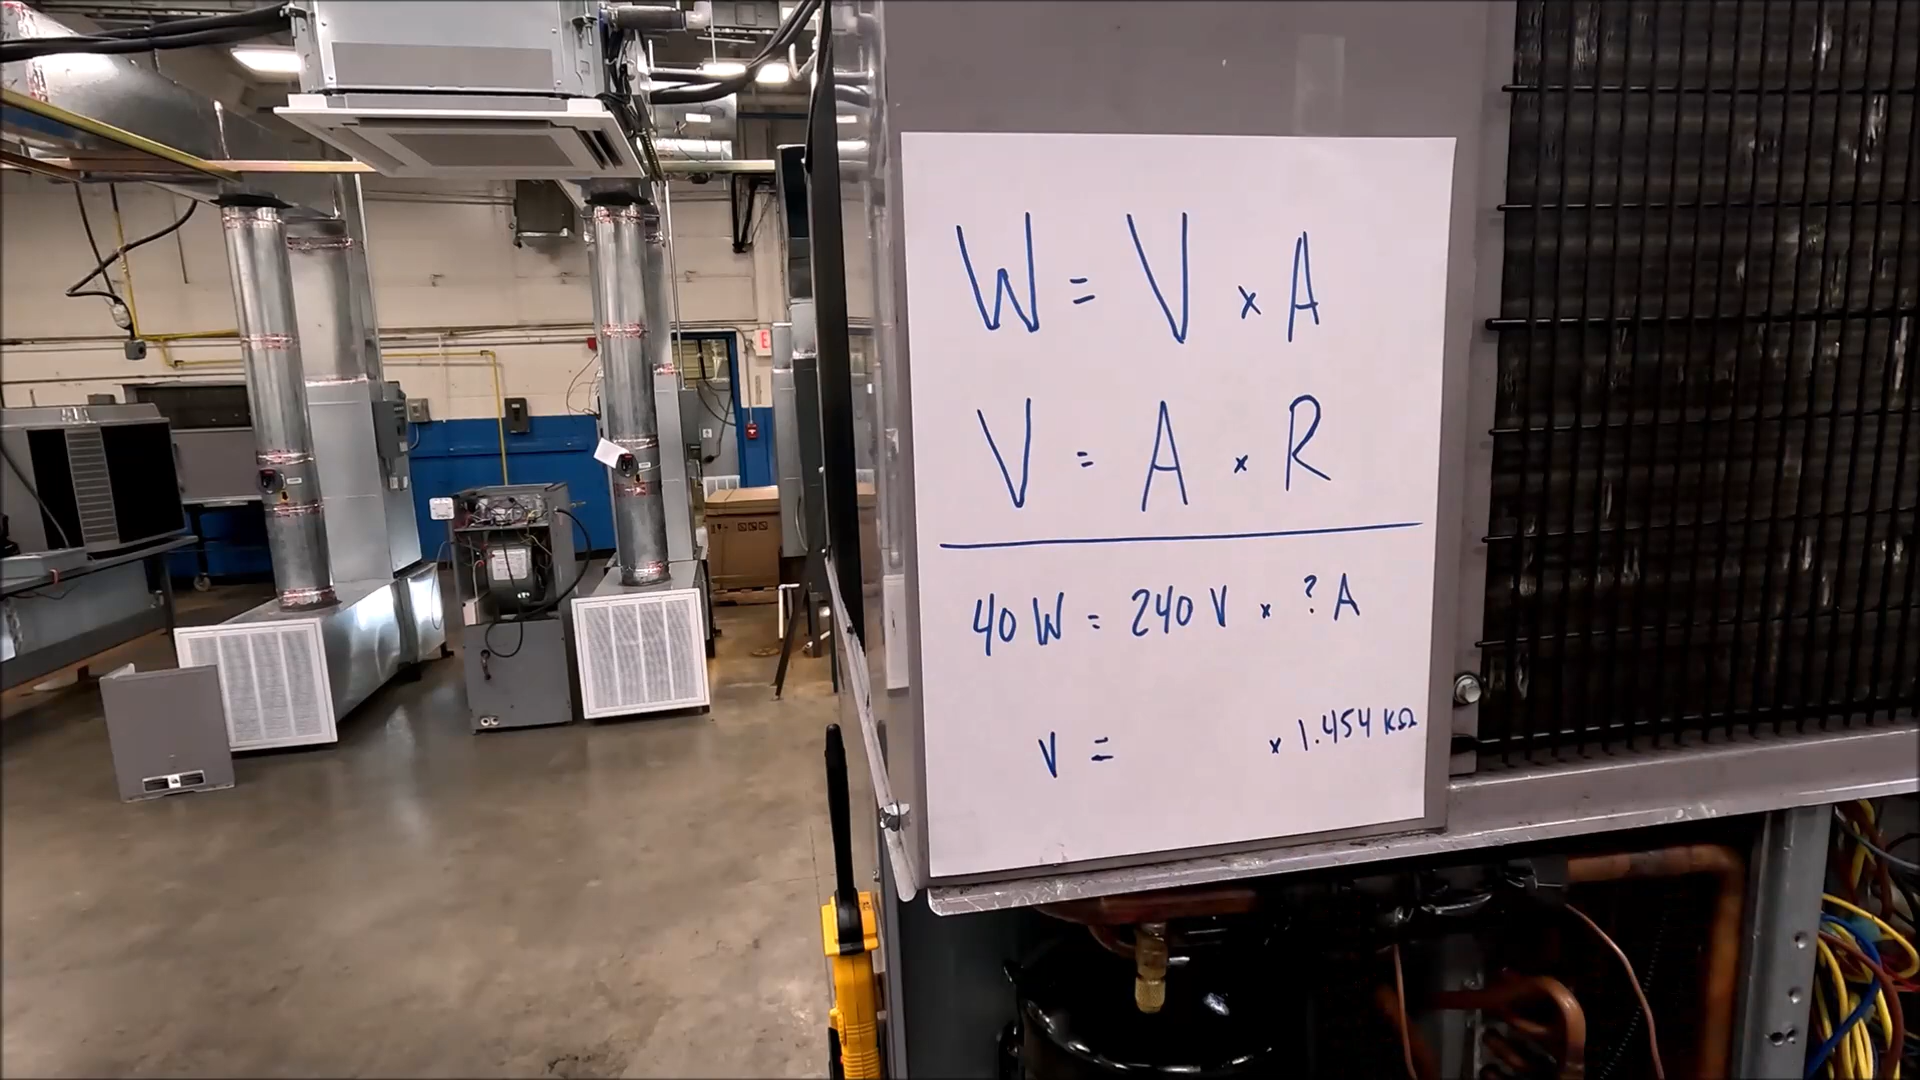 W = V × A
V = A × R
40 W = 240 V × ? A
V = × 1.454 KΩ